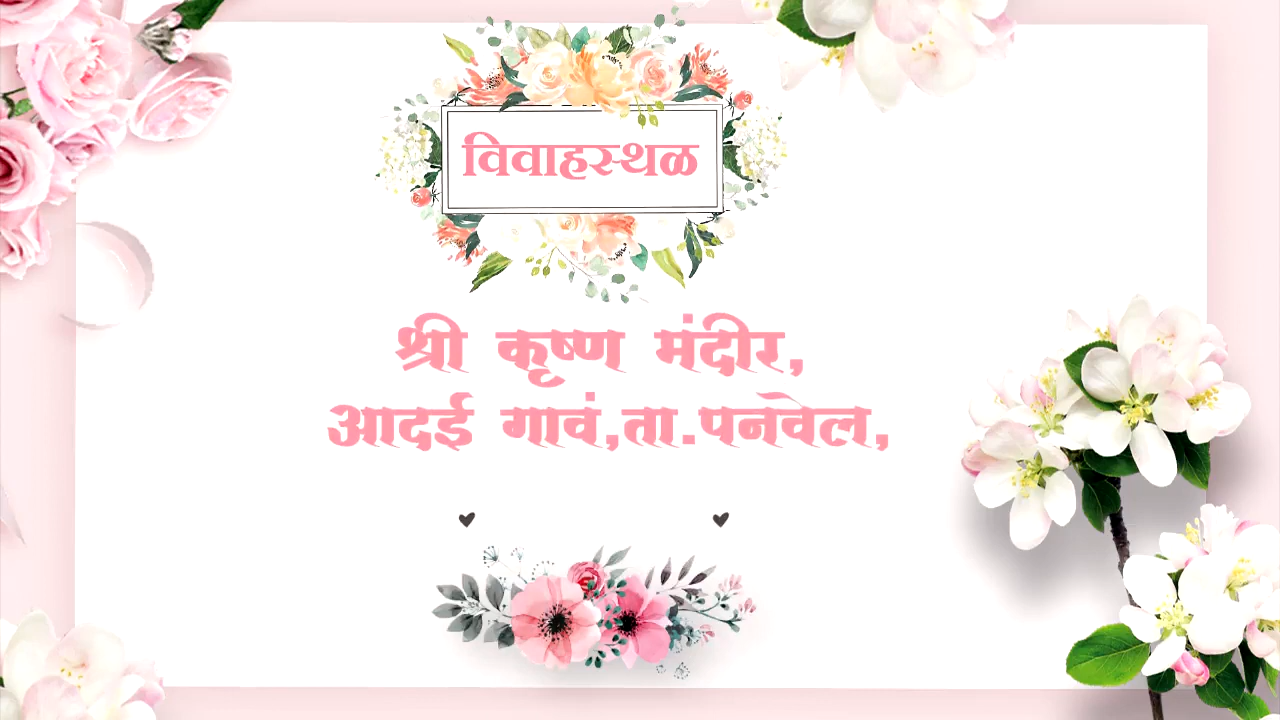 विवाहस्थळ
श्री कृष्ण मंदीर,
आदई गावं,ता.पनवेल,